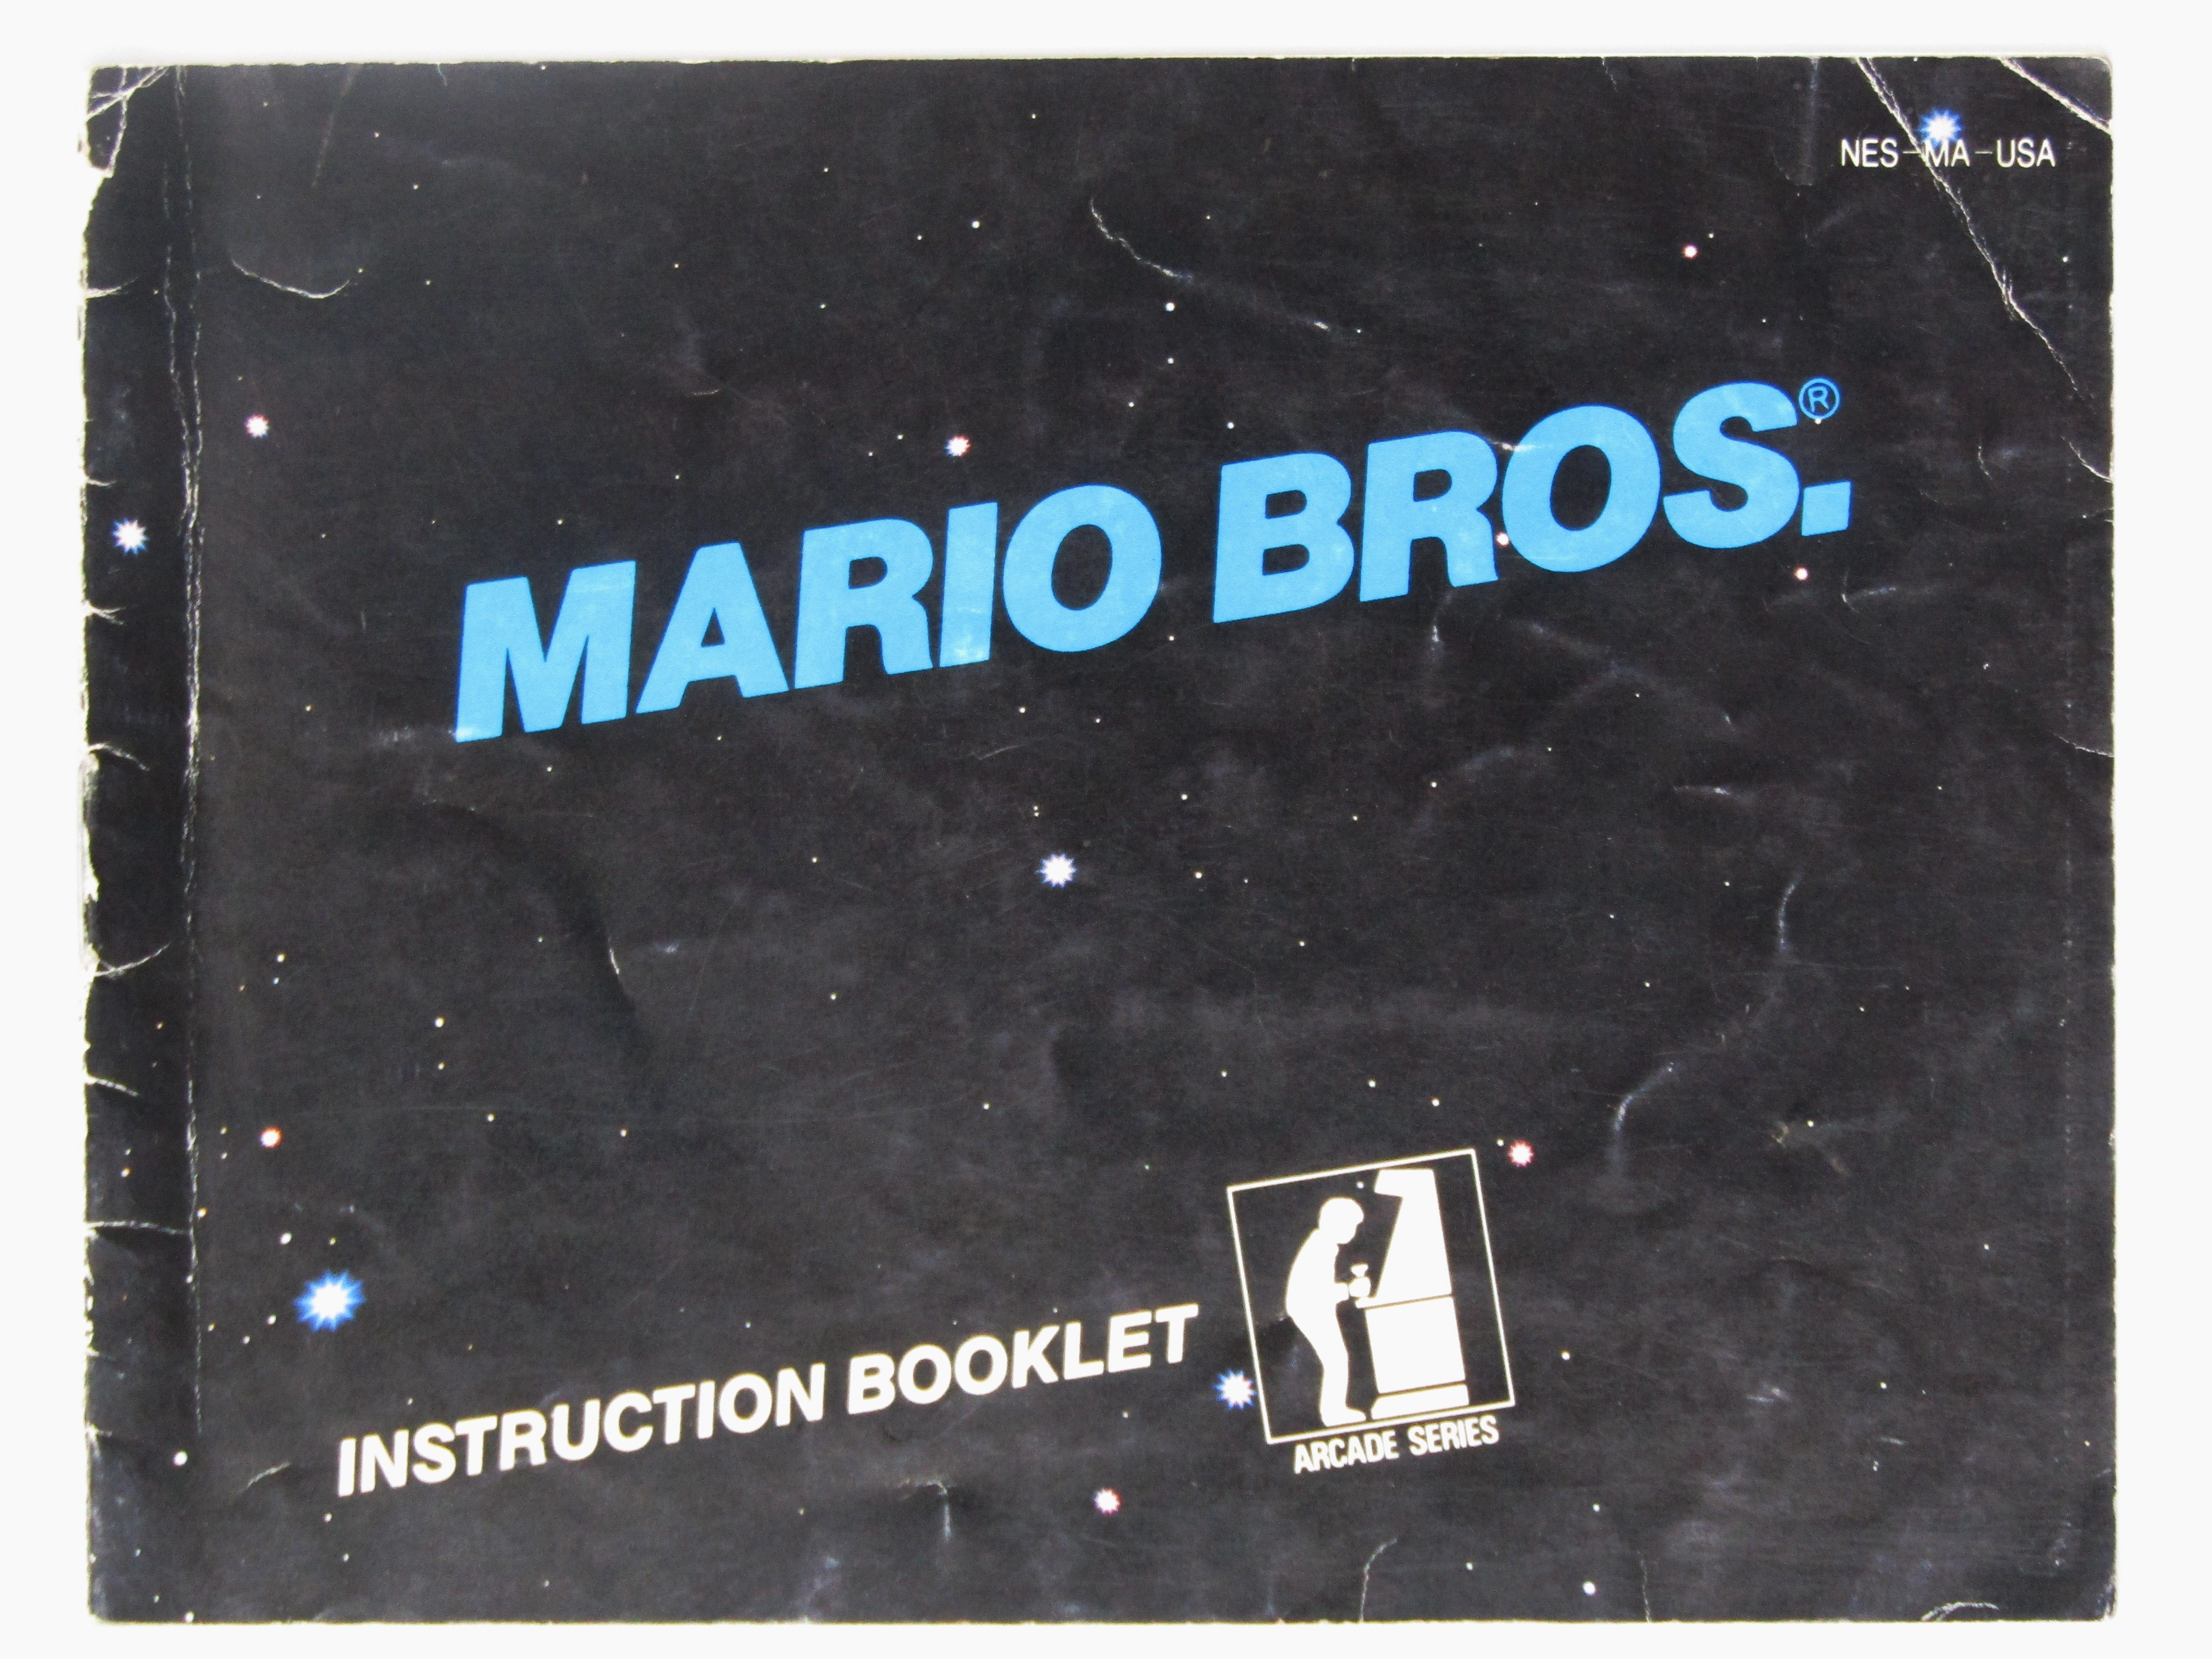 NES-MA-USA
MARIO BROS.®
INSTRUCTION BOOKLET
ARCADE SERIES